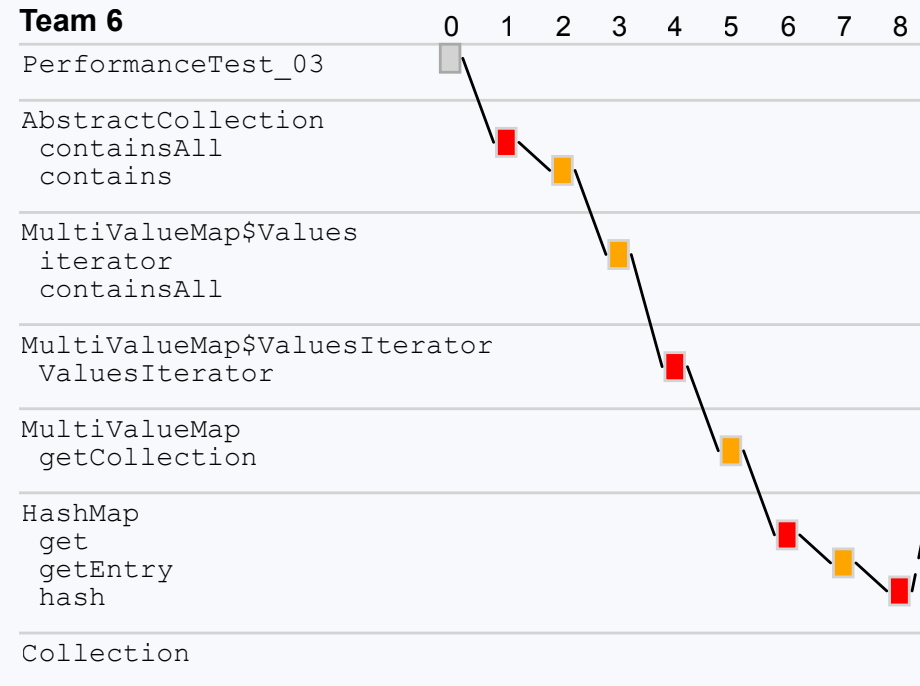 Team 6 0 1 2 3 4 5 6 7 8
PerformanceTest_03
AbstractCollection
containsAll
contains
MultiValueMap$Values
iterator
containsAll
MultiValueMap$ValuesIterator
ValuesIterator
MultiValueMap
getCollection
HashMap
get
getEntry
hash
Collection